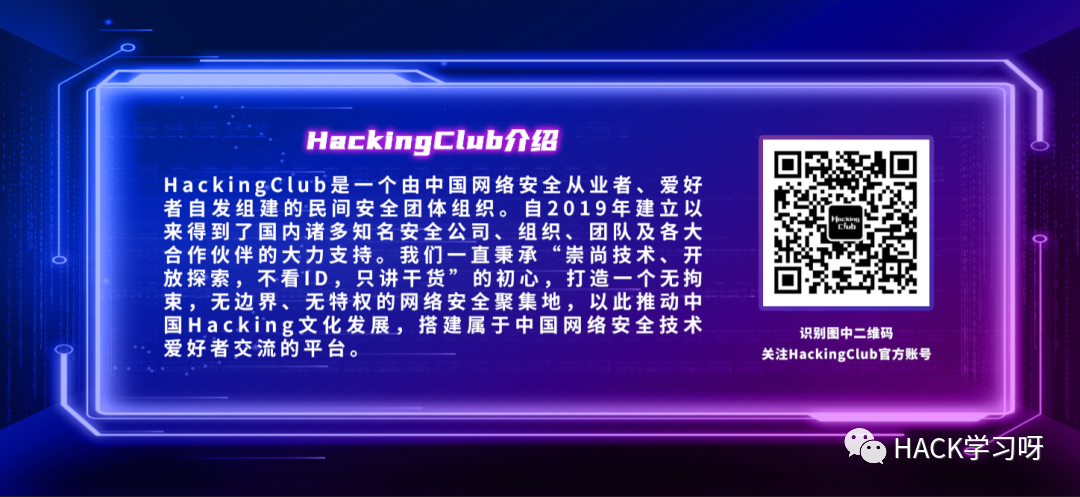 HackingClub介绍
HackingClub是一个由中国网络安全从业者、爱好
者自发组建的民间安全团体组织。自2019年建立以
来得到了国内诸多知名安全公司、组织、团队及各大
合作伙伴的大力支持。我们一直秉承“崇尚技术、开
放探索，不看ID，只讲干货”的初心，打造一个无拘
束，无边界、无特权的网络安全聚集地，以此推动中
国Hacking文化发展，搭建属于中国网络安全技术
爱好者交流的平台。
Hacking
Club
识别图中二维码
关注HackingClub官方账号
HACK学习呀